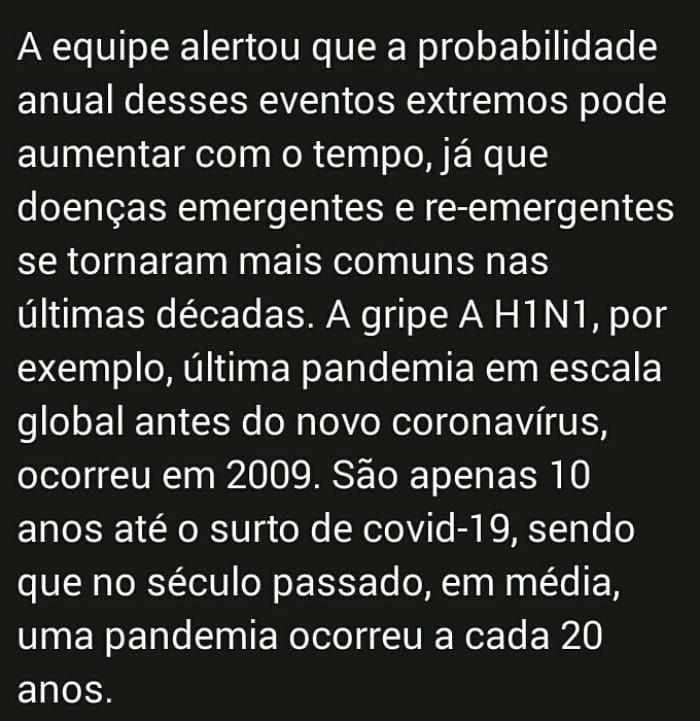 A equipe alertou que a probabilidade
anual desses eventos extremos pode
aumentar com o tempo, já que
doenças emergentes e re-emergentes
se tornaram mais comuns nas
últimas décadas. A gripe A H1N1, por
exemplo, última pandemia em escala
global antes do novo coronavírus,
ocorreu em 2009. São apenas 10
anos até o surto de covid-19, sendo
que no século passado, em média,
uma pandemia ocorreu a cada 20
anos.